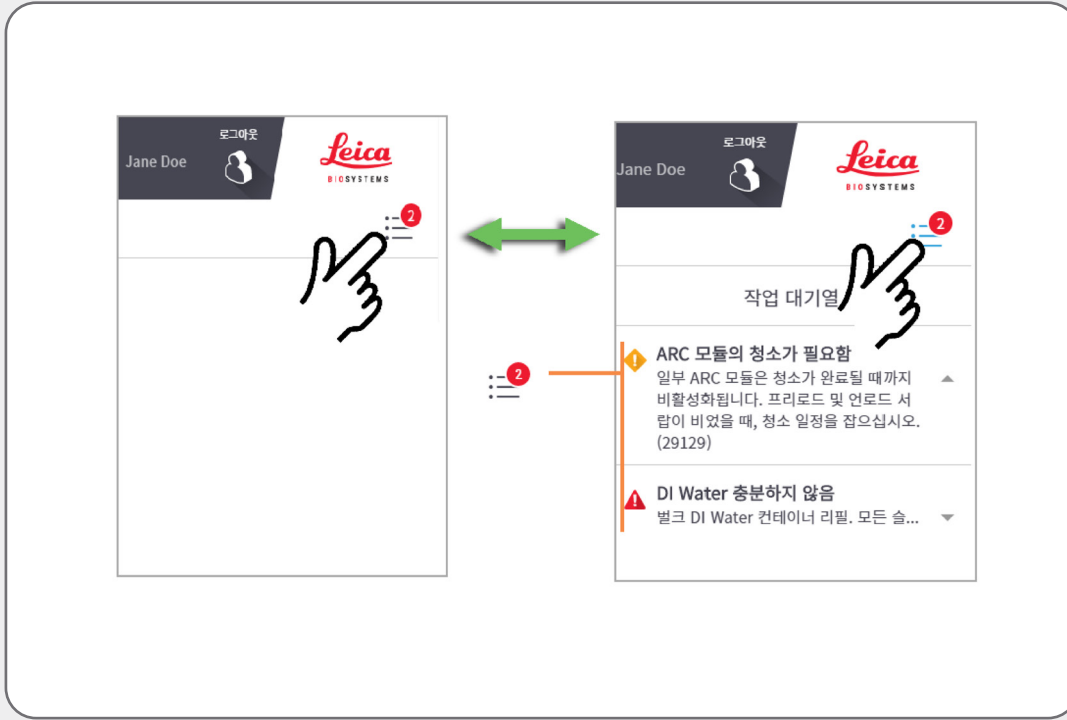 로그아웃
Jane Doe
Leica
BIOSYSTEMS
2
2
로그아웃
Jane Doe
Leica
BIOSYSTEMS
2
작업 대기열
ARC 모듈의 청소가 필요함
일부 ARC 모듈은 청소가 완료될 때까지
비활성화됩니다. 프리로드 및 언로드 서
랍이 비었을 때, 청소 일정을 잡으십시오.
(29129)
DI Water 충분하지 않음
벌크 DI Water 컨테이너 리필. 모든 슬...